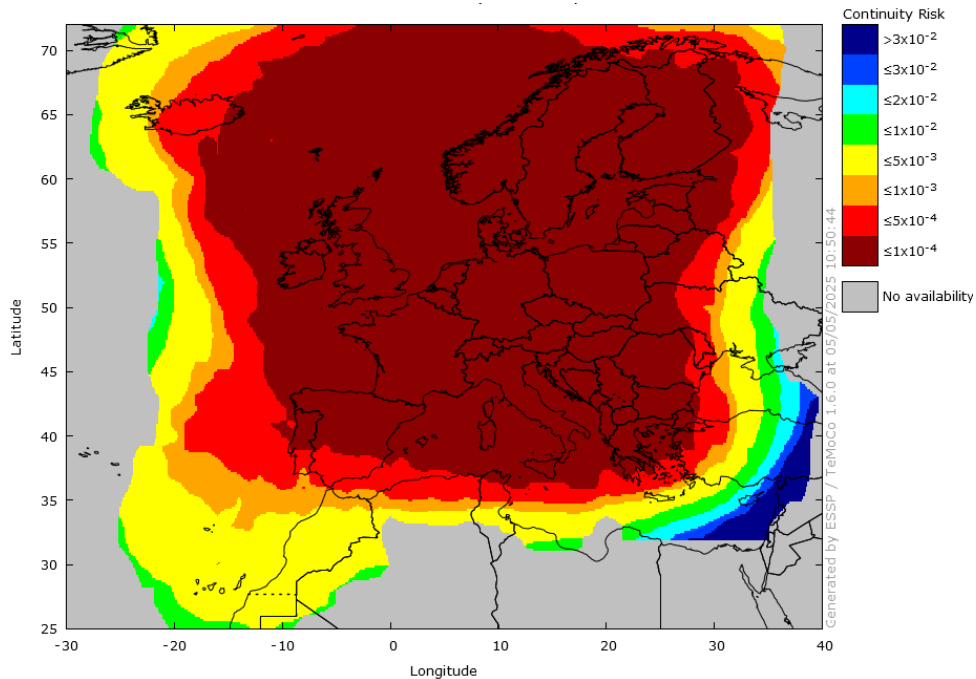 Continuity Risk
>3x10-2
≤3x10-2
≤2x10-2
≤1x10-2
≤5x10-3
≤1x10-3
≤5x10-4
≤1x10-4
No availability
Generated by ESSP / TeMoCo 1.6.0 at 05/05/2025 10:50:44
Latitude
70
65
60
55
50
45
40
35
30
25
-30 -20 -10 0 10 20 30 40
Longitude